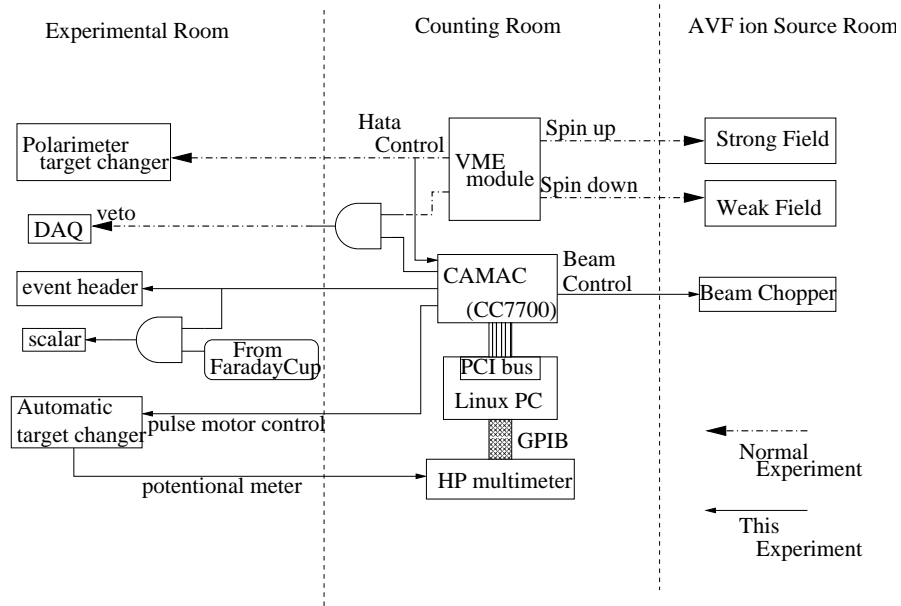 Experimental Room
Counting Room
AVF ion Source Room
Polarimeter
target changer
Hata
Control
VME
module
Spin up
Strong Field
Spin down
Weak Field
DAQ
veto
event header
CAMAC
(CC7700)
Beam
Control
Beam Chopper
scalar
From
FaradayCup
PCI bus
Linux PC
Automatic
target changer
pulse motor control
GPIB
potentional meter
HP multimeter
Normal
Experiment
This
Experiment